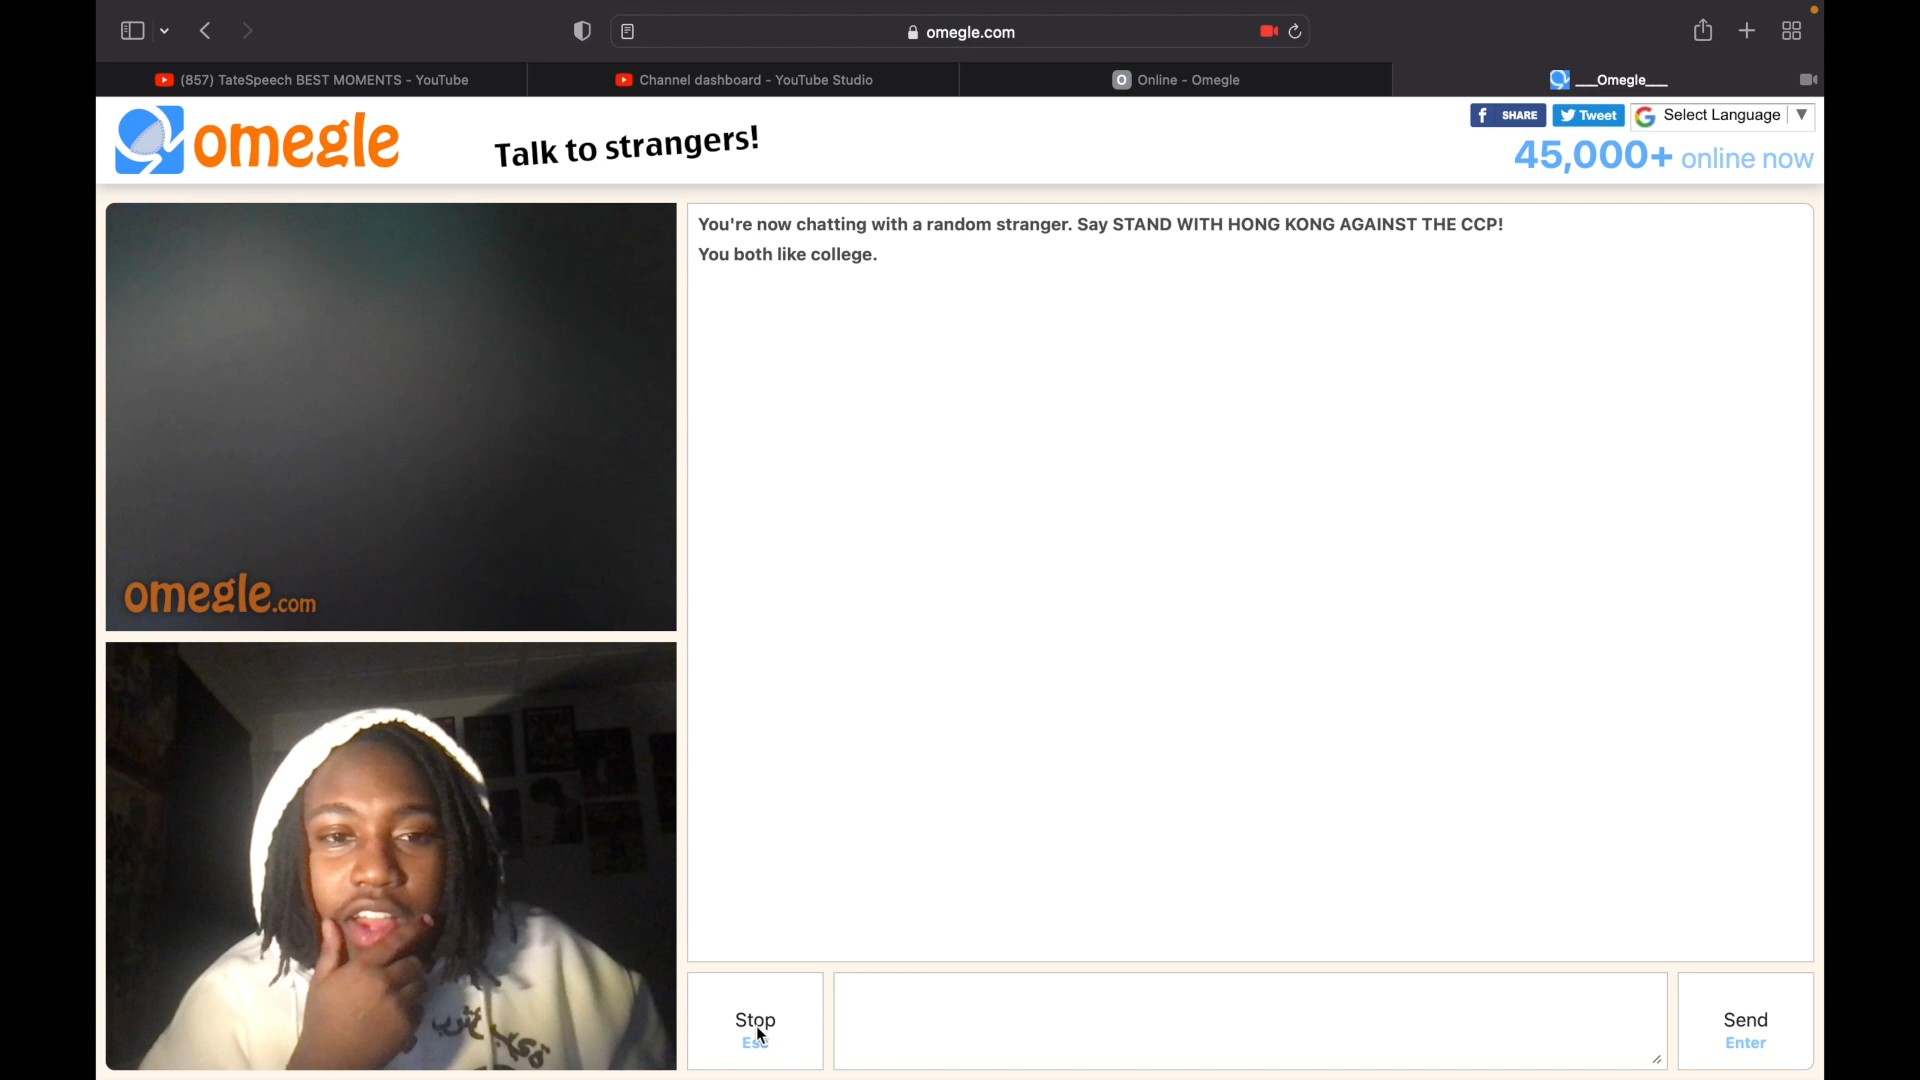 omegle.com
(857) TateSpeech BEST MOMENTS - YouTube
Channel dashboard - YouTube Studio
O Online - Omegle
___Omegle___
omegle
Talk to strangers!
f SHARE
Tweet
G Select Language ▼
45,000+ online now
omegle.com
You're now chatting with a random stranger. Say STAND WITH HONG KONG AGAINST THE CCP!
You both like college.
Stop
Esc
Send
Enter